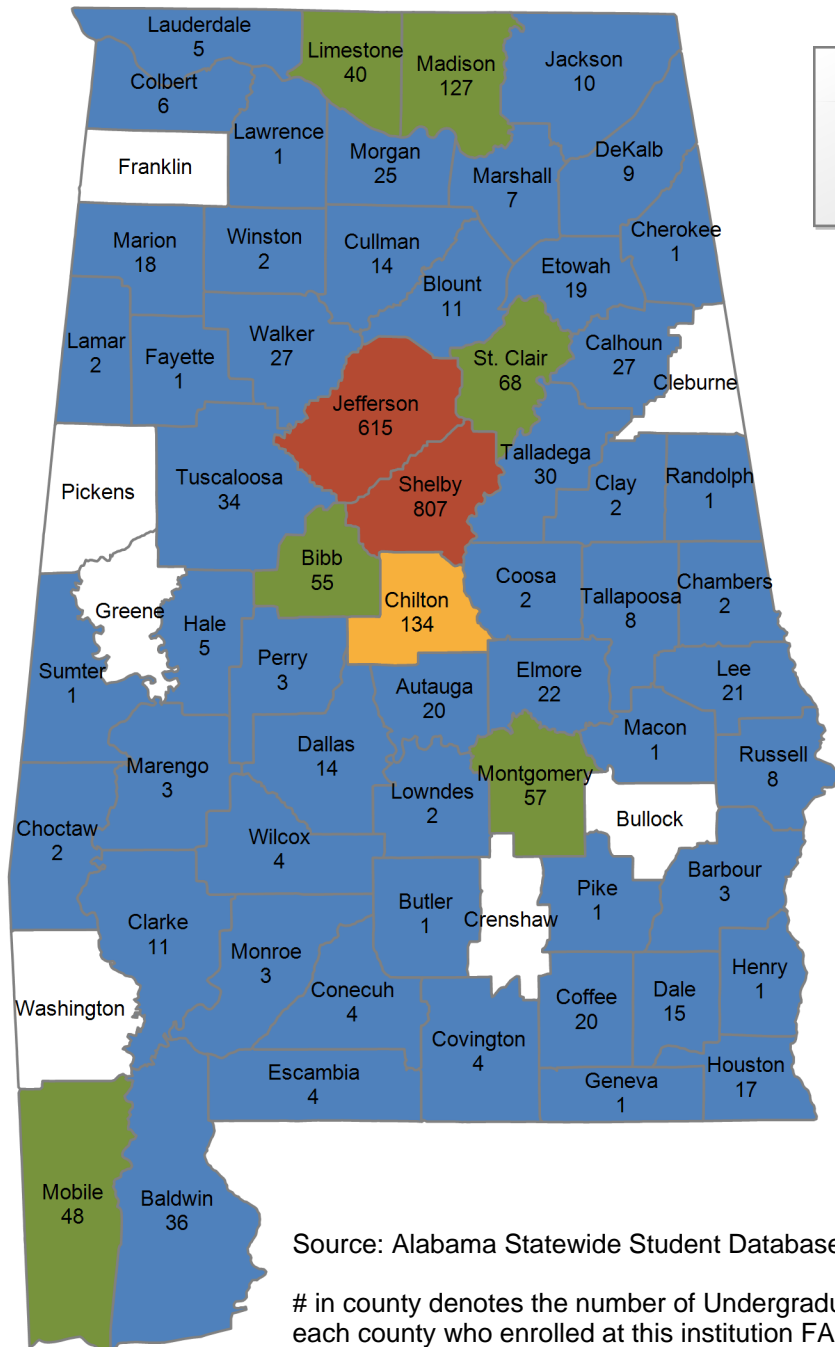 Lauderdale
5
Limestone
40
Madison
127
Jackson
10
Colbert
6
Lawrence
1
Franklin
Morgan
25
Marshall
7
DeKalb
9
Cherokee
1
Marion
18
Winston
2
Cullman
14
Blount
11
Etowah
19
Lamar
2
Fayette
1
Walker
27
St. Clair
68
Calhoun
27
Cleburne
Jefferson
615
Pickens
Tuscaloosa
34
Shelby
807
Talladega
30
Clay
2
Randolph
1
Bibb
55
Greene
Hale
5
Chilton
134
Coosa
2
Tallapoosa
8
Chambers
2
Sumter
1
Perry
3
Autauga
20
Elmore
22
Lee
21
Marengo
3
Dallas
14
Lowndes
2
Montgomery
57
Macon
1
Russell
8
Choctaw
2
Wilcox
4
Bullock
Barbour
3
Clarke
11
Monroe
3
Butler
1
Crenshaw
Pike
1
Washington
Conecuh
4
Covington
4
Coffee
20
Dale
15
Henry
1
Escambia
4
Geneva
1
Houston
17
Mobile
48
Baldwin
36
Source: Alabama Statewide Student Database
# in county denotes the number of Undergradu
each county who enrolled at this institution FA